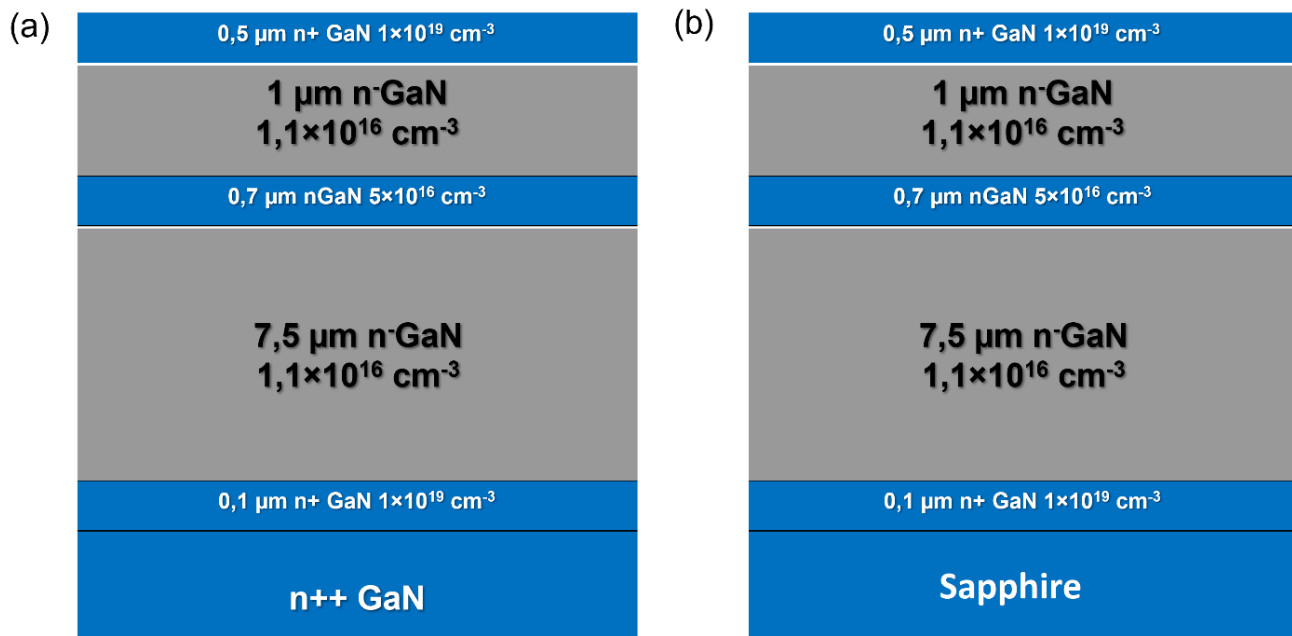 (a)
0,5 µm n+ GaN 1×10¹⁹ cm⁻³
1 µm n⁻GaN
1,1×10¹⁶ cm⁻³
0,7 µm nGaN 5×10¹⁶ cm⁻³
7,5 µm n⁻GaN
1,1×10¹⁶ cm⁻³
0,1 µm n+ GaN 1×10¹⁹ cm⁻³
n++ GaN
(b)
0,5 µm n+ GaN 1×10¹⁹ cm⁻³
1 µm n⁻GaN
1,1×10¹⁶ cm⁻³
0,7 µm nGaN 5×10¹⁶ cm⁻³
7,5 µm n⁻GaN
1,1×10¹⁶ cm⁻³
0,1 µm n+ GaN 1×10¹⁹ cm⁻³
Sapphire